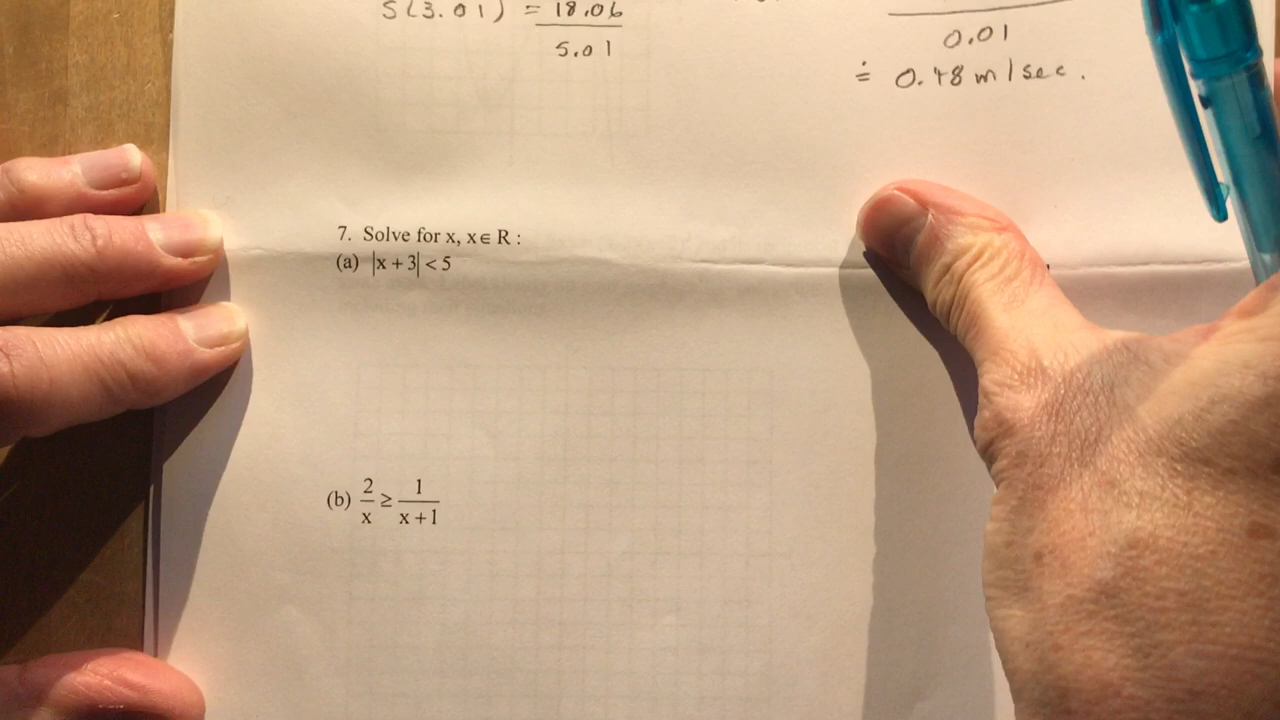 S(3.01) = 18.06
5.01
0.01
≐ 0.48 m/sec.
7. Solve for x, x∈R :
(a) |x+3| < 5
(b) 2/x ≥ 1/(x+1)